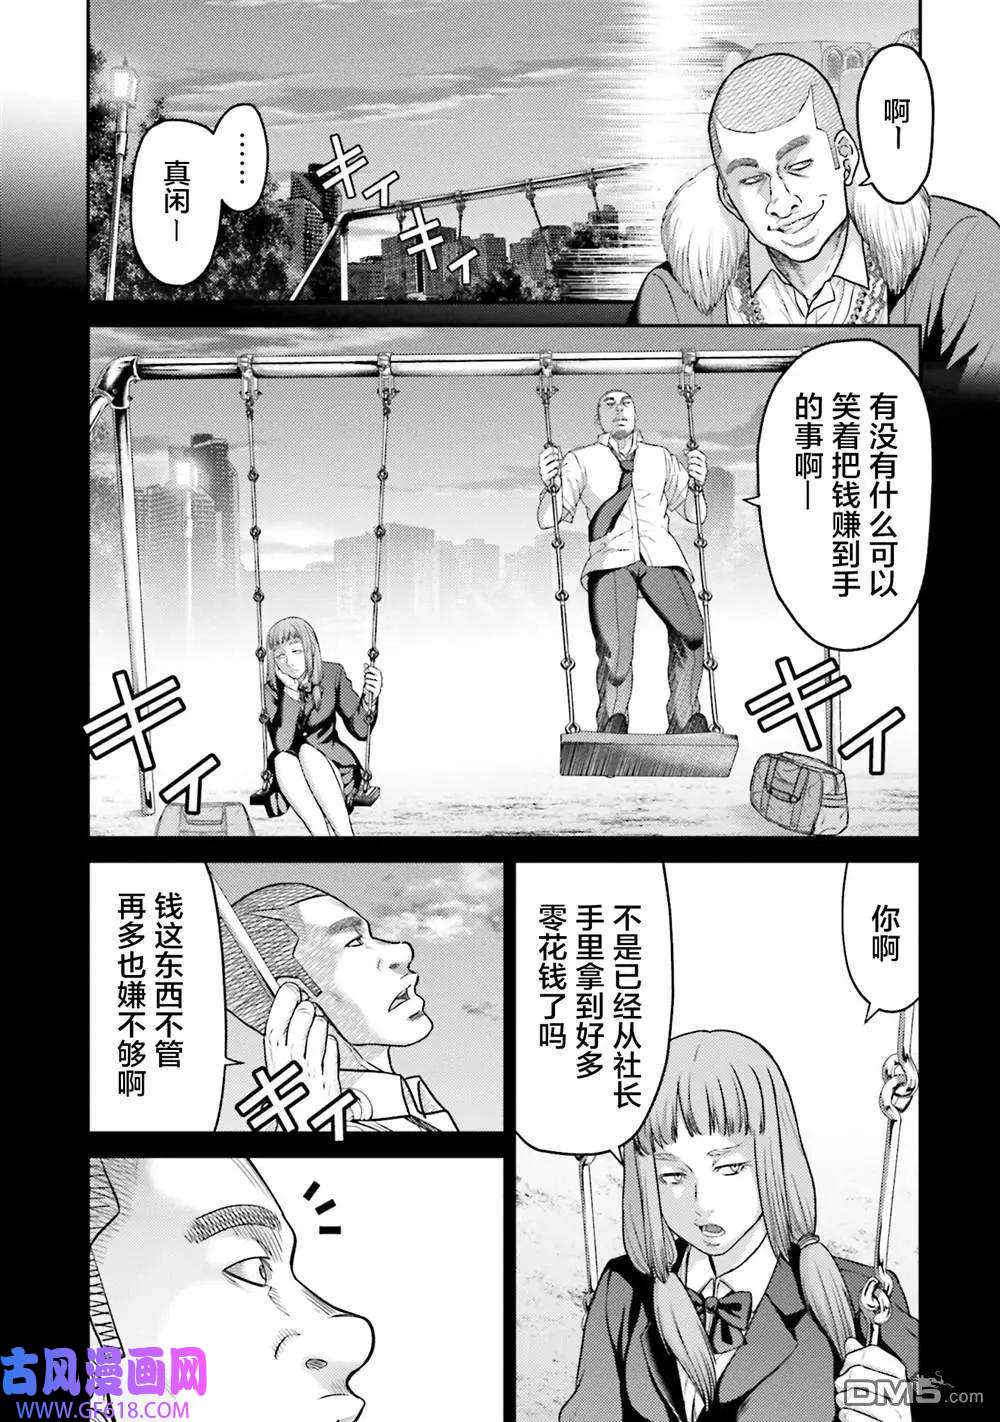 啊ー
……
真闲ー
キィ
キィ
有没有什么可以
笑着把钱赚到手
的事啊ー
キィ
キィ
你啊
不是已经从社长
手里拿到好多
零花钱了吗
钱这东西不管
再多也嫌不够啊
キィ
古风漫画网
WWW.GF618.COM
DM5.com